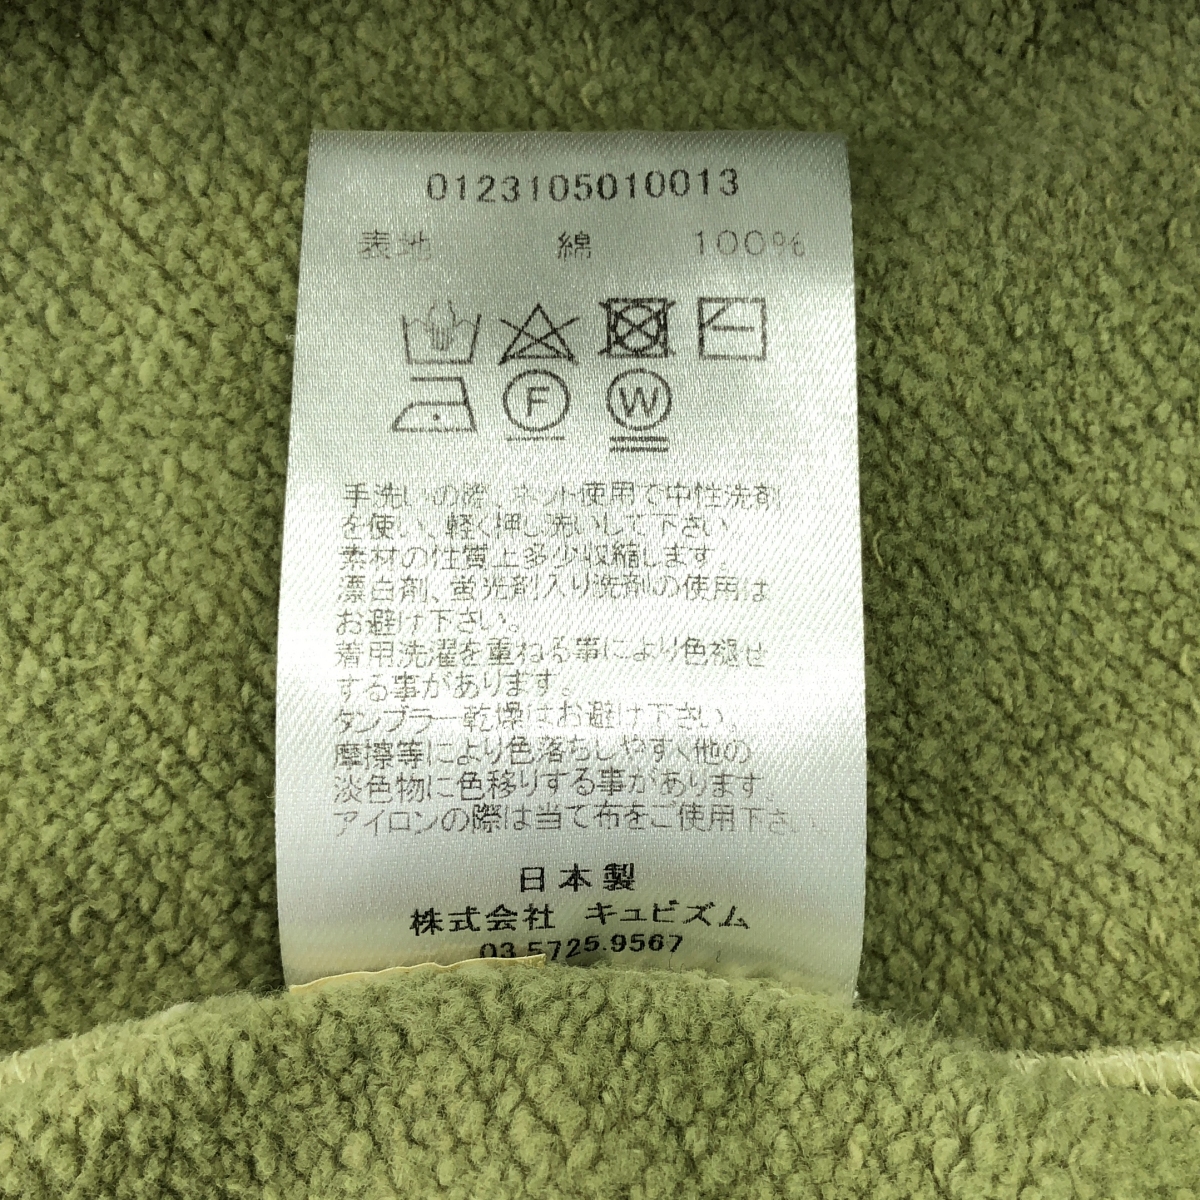 0123105010013
表地 綿 100%
F W
手洗いの際、ネット使用で中性洗剤
を使い、軽く押し洗いして下さい
素材の性質上多少収縮します。
漂白剤、蛍光剤入り洗剤の使用は
お避け下さい。
着用洗濯を重ねる事により色褪せ
する事があります。
タンブラー乾燥はお避け下さい。
摩擦等により色落ちしやすく他の
淡色物に色移りする事があります。
アイロンの際は当て布をご使用下さい
日本製
株式会社 キュビズム
03.5725.9567